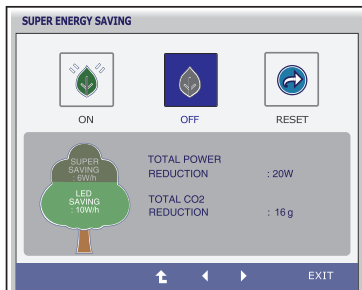 SUPER ENERGY SAVING
ON
OFF
RESET
SUPER
SAVING
: 6W/h
LED
SAVING
: 10W/h
TOTAL POWER
REDUCTION : 20W
TOTAL CO2
REDUCTION : 16 g
EXIT